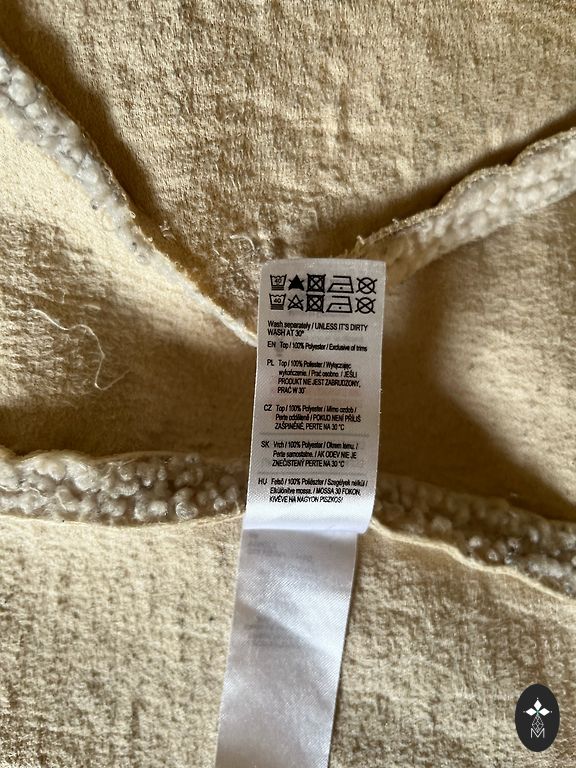 40
Wash separately / UNLESS IT'S DIRTY
WASH AT 30°
EN Top / 100% Polyester / Exclusive of trims
PL Top / 100% Polyester / Wyłączając
wykończenie. / Prać osobno. / JEŚLI
PRODUKT NIE JEST ZABRUDZONY,
PRAĆ W 30˚
CZ Top / 100% Polyester / Mimo ozdob /
Perte odděleně / POKUD NENÍ PŘÍLIŠ
ZAŠPINĚNÉ, PERTE NA 30 °C
SK Vrch / 100% Polyester / Okrem lemu. /
Perte samostatne. / AK ODEV NIE JE
ZNEČISTENÝ PERTE NA 30 °C
HU Felső / 100% Poliészter / Szegélyek nélkül /
Elkülönítve mossa. / MOSSA 30 FOKON,
KIVÉVE HA NAGYON PISZKOS/
M